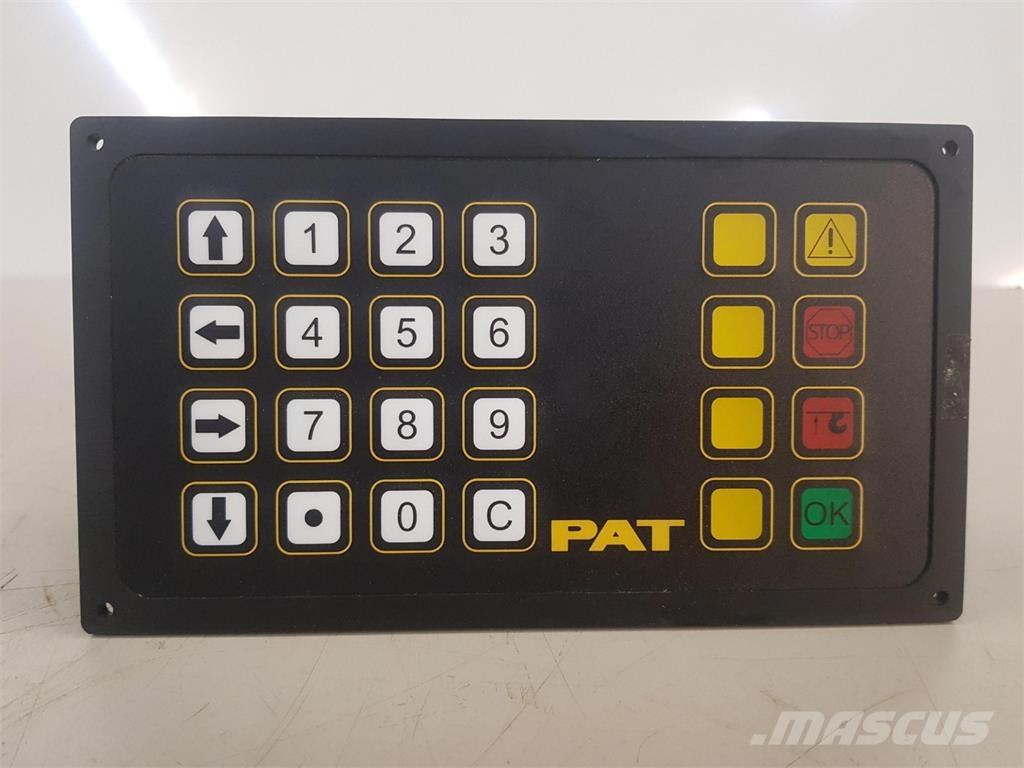 1 2 3
4 5 6 STOP
7 8 9
0 C PAT OK
MASCUS